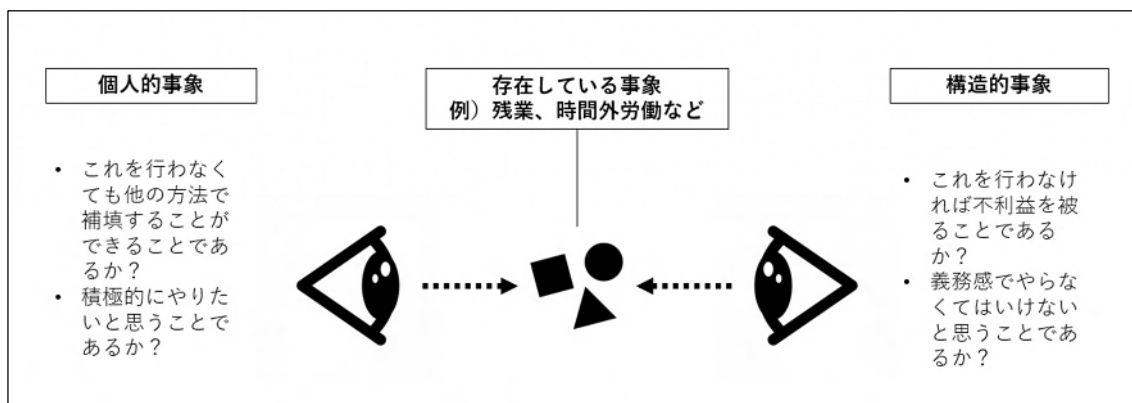 個人的事象
• これを行わなく
ても他の方法で
補填することが
できることであ
るか？
• 積極的にやりた
いと思うことで
あるか？
存在している事象
例）残業、時間外労働など
構造的事象
• これを行わなけ
れば不利益を被
ることである
か？
• 義務感でやらな
くてはいけない
と思うことであ
るか？